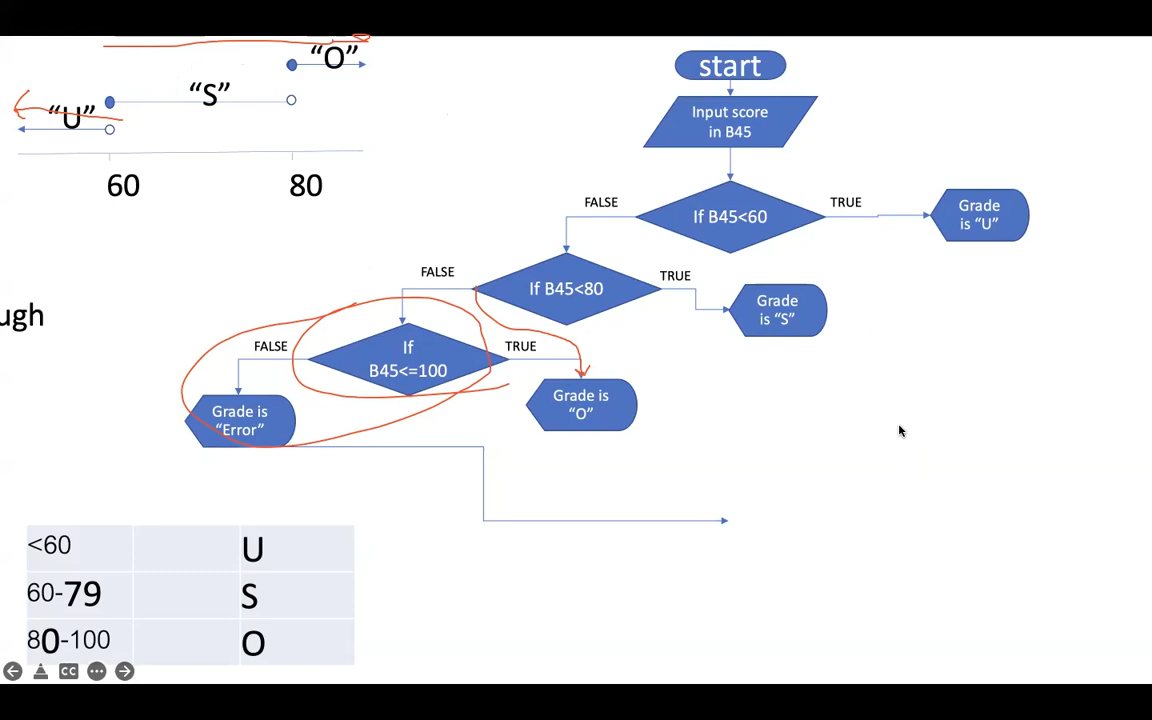 “O”
“S”
“U”
60
80
ugh
start
Input score
in B45
If B45<60
FALSE
TRUE
Grade
is “U”
If B45<80
FALSE
TRUE
Grade
is “S”
If
B45<=100
FALSE
TRUE
Grade is
“O”
Grade is
“Error”
<60 U
60-79 S
80-100 O
CC